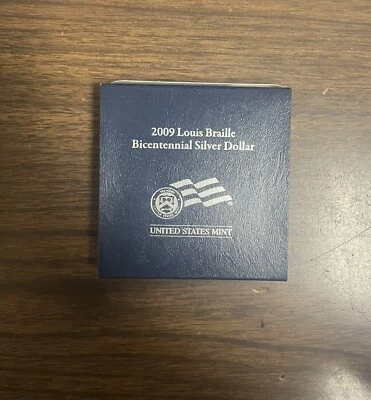 2009 Louis Braille
Bicentennial Silver Dollar
UNITED STATES MINT